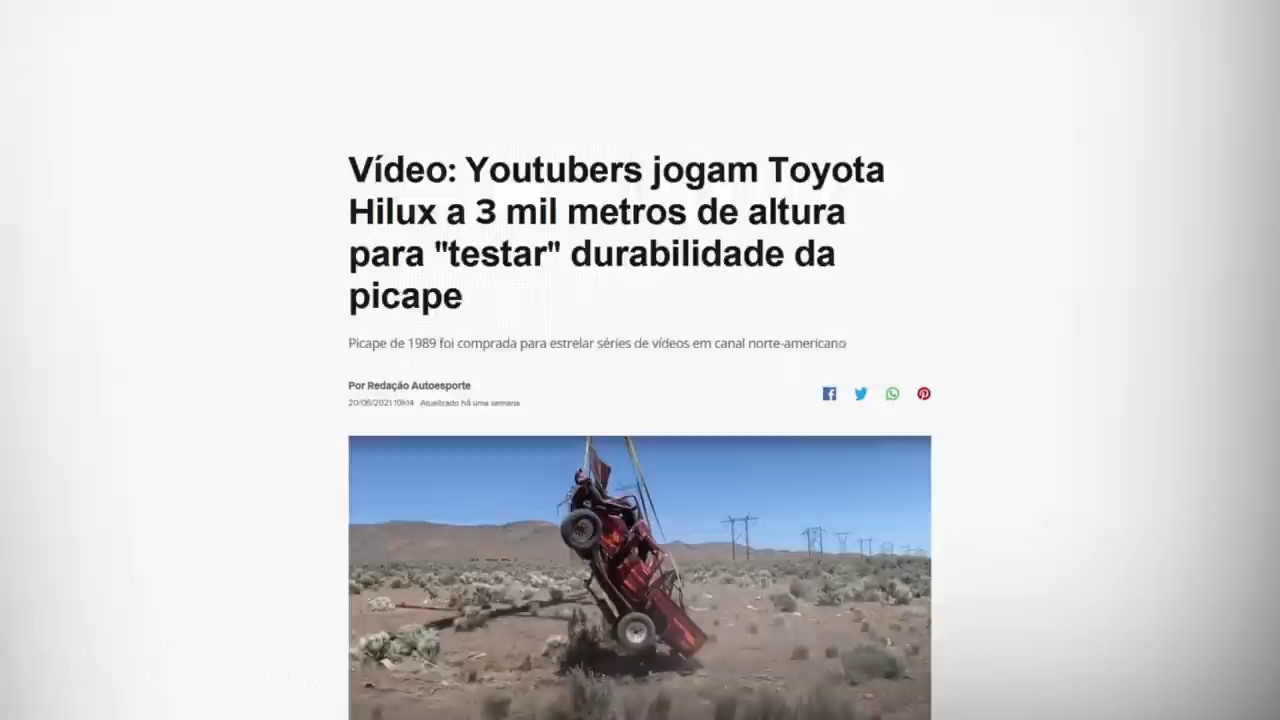 Vídeo: Youtubers jogam Toyota
Hilux a 3 mil metros de altura
para "testar" durabilidade da
picape
Picape de 1989 foi comprada para estrelar séries de vídeos em canal norte-americano
Por Redação Autoesporte
20/06/2021 10h14 Atualizado há uma semana